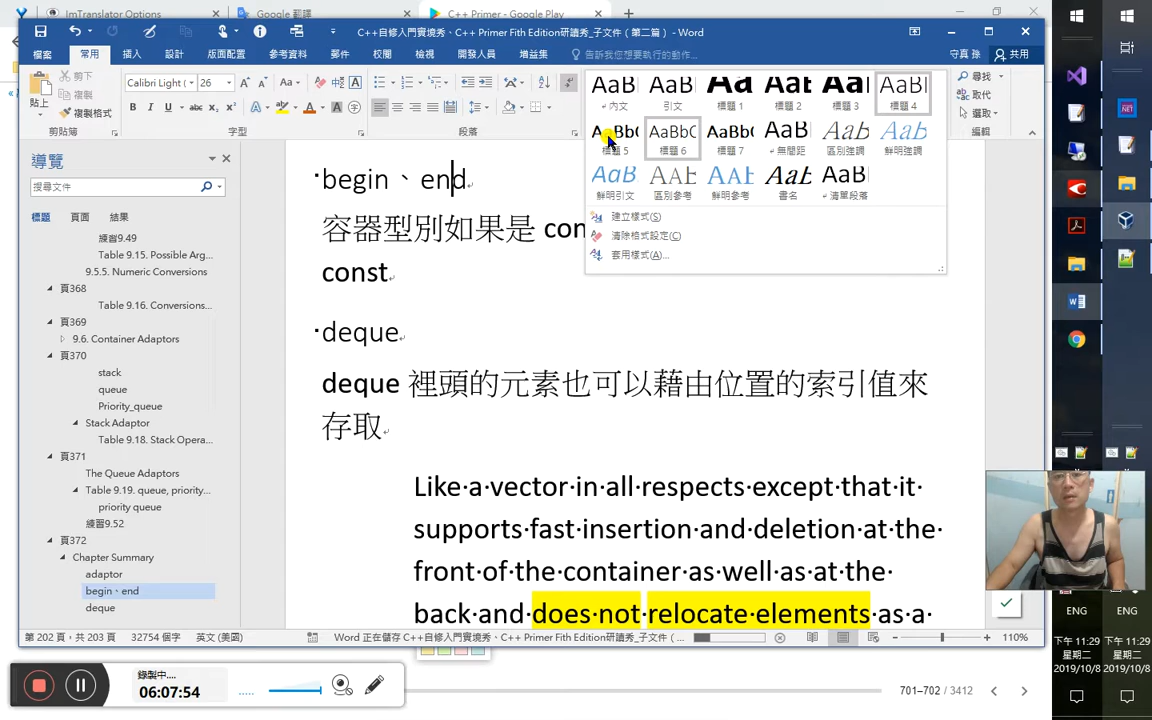 ImTranslator Options
Google 翻譯
C++ Primer - Google Play
C++自修入門實境秀、C++ Primer Fith Edition研讀秀_子文件（第二篇） - Word
檔案
常用
插入
設計
版面配置
參考資料
郵件
校閱
檢視
開發人員
增益集
告訴我您想要執行的動作...
守真 孫
共用
貼上
剪下
複製
複製格式
剪貼簿
Calibri Light (
26
字型
段落
AaB
內文
AaB
引文
標題 1
標題 2
標題 3
AaB
標題 4
標題 5
AaBbC
標題 6
AaBbC
標題 7
AaB
無間距
AaB
區別強調
AaB
鮮明強調
AaB
鮮明引文
AaB
區別參考
AaB
鮮明參考
AaB
書名
AaB
清單段落
建立樣式(S)
清除格式設定(C)
套用樣式(A)...
尋找
取代
選取
編輯
導覽
搜尋文件
標題
頁面
結果
練習9.49
Table 9.15. Possible Arg...
9.5.5. Numeric Conversions
頁368
Table 9.16. Conversions...
頁369
9.6. Container Adaptors
頁370
stack
queue
Priority_queue
Stack Adaptor
Table 9.18. Stack Opera...
頁371
The Queue Adaptors
Table 9.19. queue, priority...
priority queue
練習9.52
頁372
Chapter Summary
adaptor
begin、end
deque
begin、end
容器型別如果是 con
const
deque
deque 裡頭的元素也可以藉由位置的索引值來
存取
Like a vector in all respects except that it
supports fast insertion and deletion at the
front of the container as well as at the
back and does not relocate elements as a
第 202 頁，共 203 頁
32754 個字
英文 (美國)
Word 正在儲存 C++自修入門實境秀、C++ Primer Fith Edition研讀秀_子文件（...
110%
錄製中...
06:07:54
701–702 / 3412
ENG
下午 11:29
星期二
2019/10/8
ENG
下午 11:29
星期二
2019/10/8